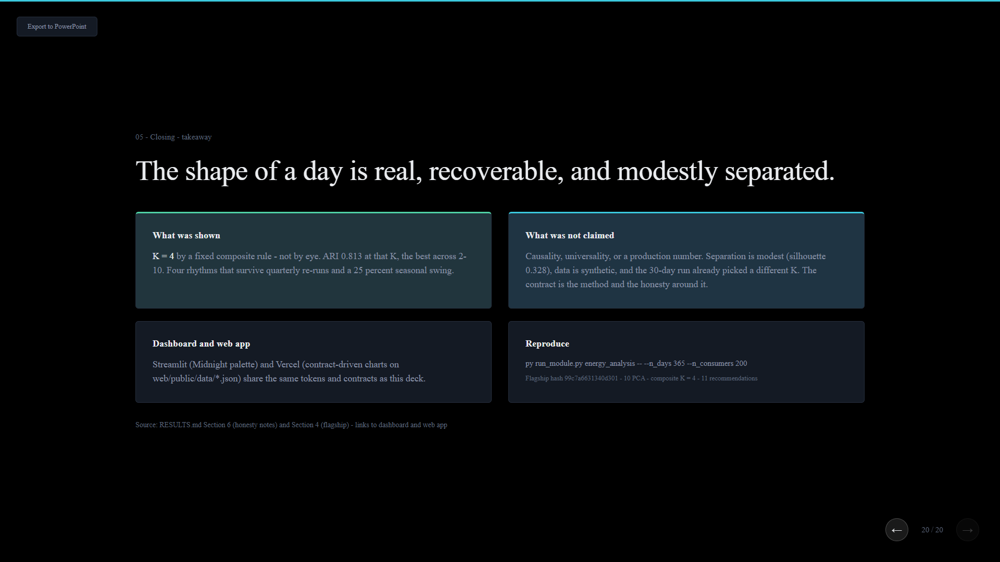 Export to PowerPoint
05 - Closing - takeaway
The shape of a day is real, recoverable, and modestly separated.
What was shown
K = 4 by a fixed composite rule - not by eye. ARI 0.813 at that K, the best across 2-
10. Four rhythms that survive quarterly re-runs and a 25 percent seasonal swing.
What was not claimed
Causality, universality, or a production number. Separation is modest (silhouette
0.328), data is synthetic, and the 30-day run already picked a different K. The
contract is the method and the honesty around it.
Dashboard and web app
Streamlit (Midnight palette) and Vercel (contract-driven charts on
web/public/data/*.json) share the same tokens and contracts as this deck.
Reproduce
py run_module.py energy_analysis -- --n_days 365 --n_consumers 200
Flagship hash 99c7a6631340d301 - 10 PCA - composite K = 4 - 11 recommendations
Source: RESULTS.md Section 6 (honesty notes) and Section 4 (flagship) - links to dashboard and web app
← 20 / 20 →